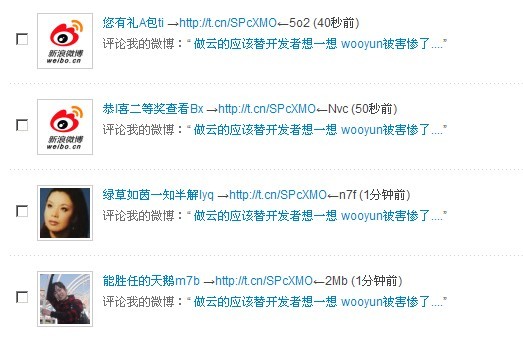 新浪微博
weibo.com
您有礼A包ti →http://t.cn/SPcXMO←5o2 (40秒前)
评论我的微博：“ 做云的应该替开发者想一想 wooyun被害惨了....”
新浪微博
weibo.com
恭I喜二等奖查看Bx →http://t.cn/SPcXMO←Nvc (50秒前)
评论我的微博：“ 做云的应该替开发者想一想 wooyun被害惨了....”
绿草如茵一知半解lyq →http://t.cn/SPcXMO←n7f (1分钟前)
评论我的微博：“ 做云的应该替开发者想一想 wooyun被害惨了....”
能胜任的天鹅m7b →http://t.cn/SPcXMO←2Mb (1分钟前)
评论我的微博：“ 做云的应该替开发者想一想 wooyun被害惨了....”